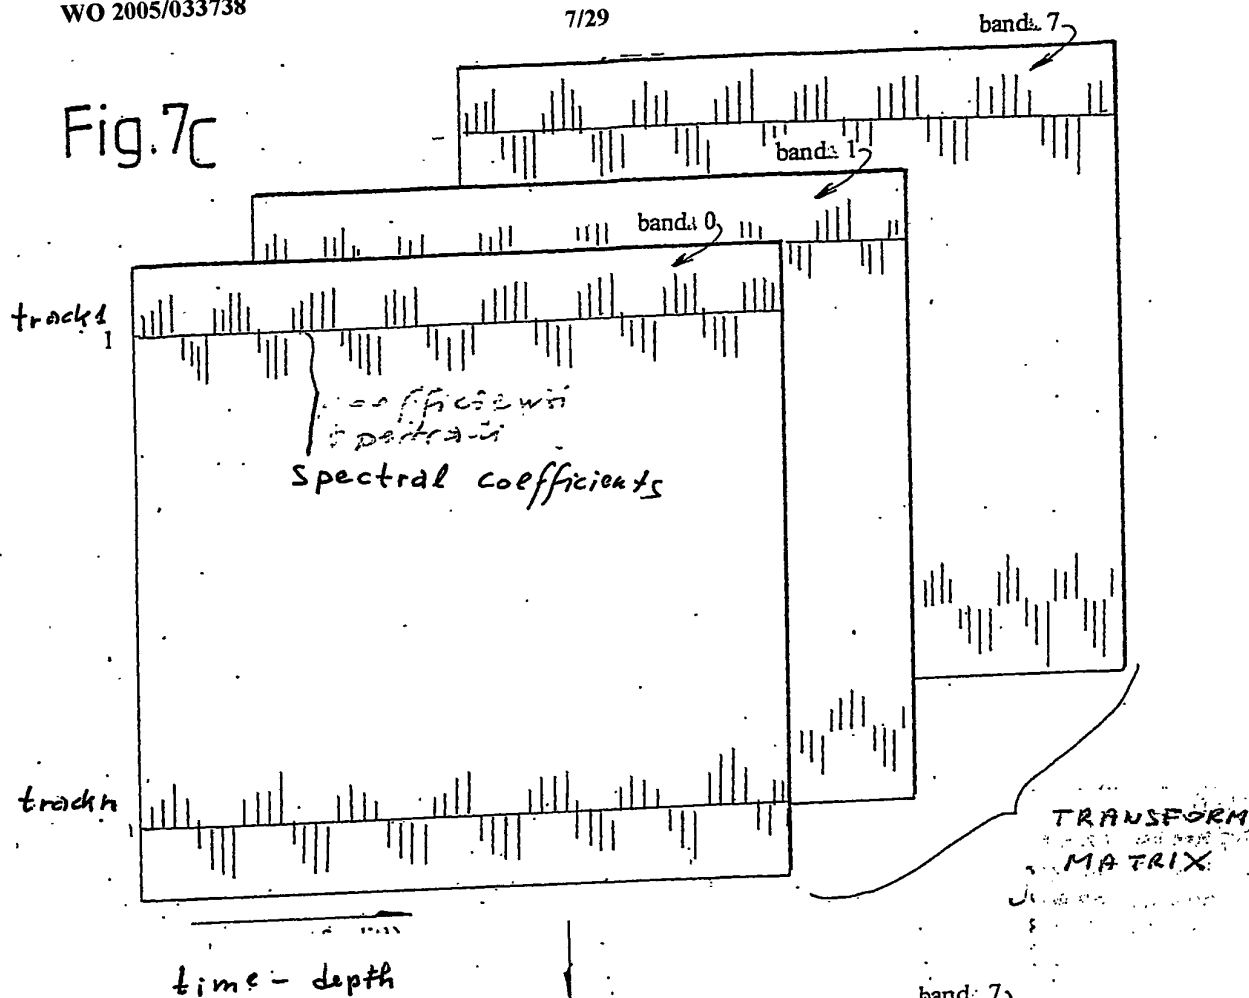 WO 2005/033738
7/29
band 7
Fig.7c
band 1
band 0
track1
1
spectral coefficients
trackn
1
TRANSFORM
MATRIX
time - depth
band 7